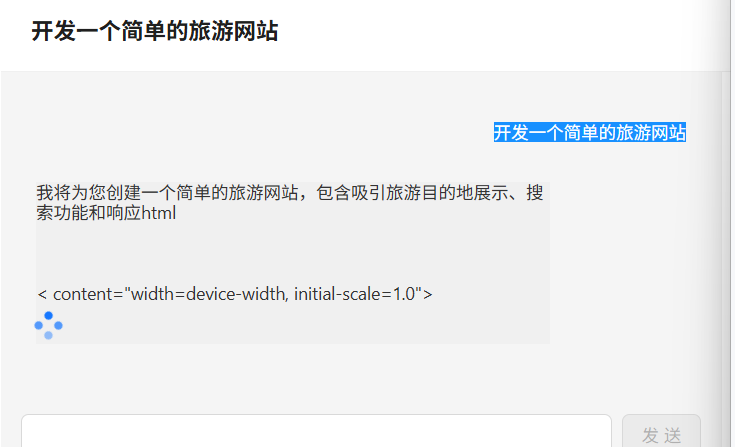 开发一个简单的旅游网站
开发一个简单的旅游网站
我将为您创建一个简单的旅游网站，包含吸引旅游目的地展示、搜
索功能和响应html
< content="width=device-width, initial-scale=1.0">
发 送